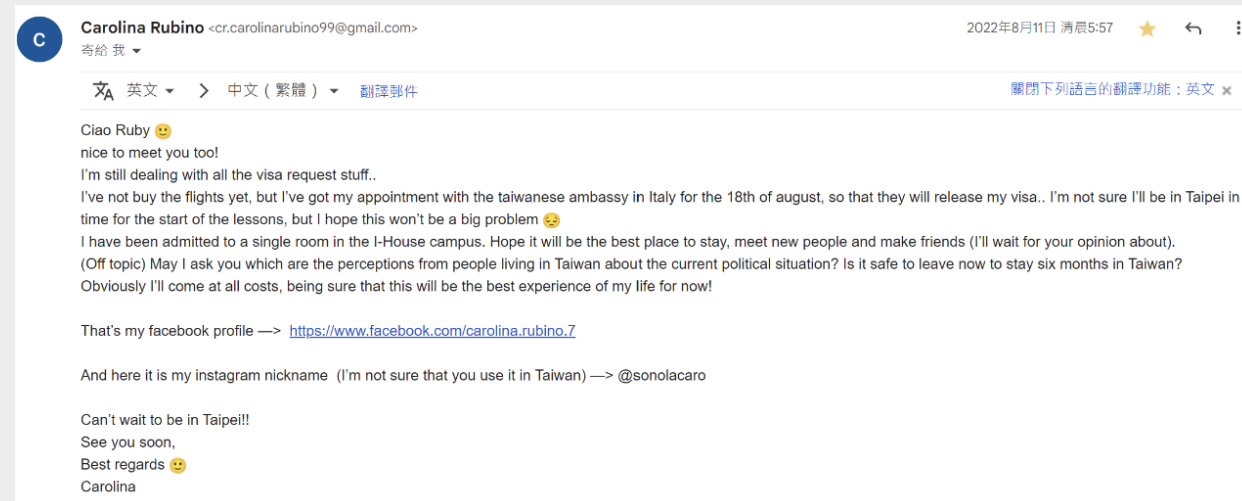 C
Carolina Rubino <cr.carolinarubino99@gmail.com>
2022年8月11日 清晨5:57
寄給 我
英文 > 中文（繁體） 翻譯郵件
關閉下列語言的翻譯功能：英文 ×
Ciao Ruby 🙂
nice to meet you too!
I'm still dealing with all the visa request stuff..
I've not buy the flights yet, but I've got my appointment with the taiwanese ambassy in Italy for the 18th of august, so that they will release my visa.. I'm not sure I'll be in Taipei in
time for the start of the lessons, but I hope this won't be a big problem 😔
I have been admitted to a single room in the I-House campus. Hope it will be the best place to stay, meet new people and make friends (I'll wait for your opinion about).
(Off topic) May I ask you which are the perceptions from people living in Taiwan about the current political situation? Is it safe to leave now to stay six months in Taiwan?
Obviously I'll come at all costs, being sure that this will be the best experience of my life for now!
That's my facebook profile —> https://www.facebook.com/carolina.rubino.7
And here it is my instagram nickname  (I'm not sure that you use it in Taiwan) —> @sonolacaro
Can't wait to be in Taipei!!
See you soon,
Best regards 🙂
Carolina